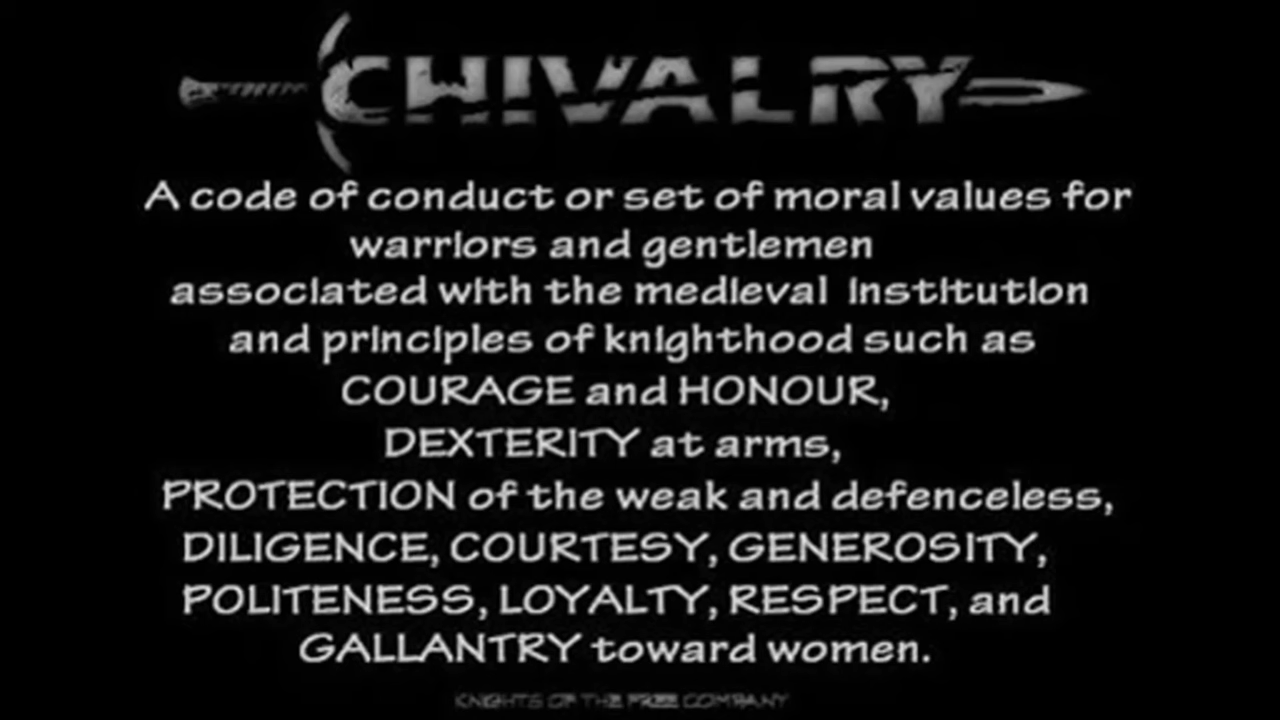 CHIVALRY
A code of conduct or set of moral values for
warriors and gentlemen
associated with the medieval institution
and principles of knighthood such as
COURAGE and HONOUR,
DEXTERITY at arms,
PROTECTION of the weak and defenceless,
DILIGENCE, COURTESY, GENEROSITY,
POLITENESS, LOYALTY, RESPECT, and
GALLANTRY toward women.
KNIGHTS OF THE FREE COMPANY